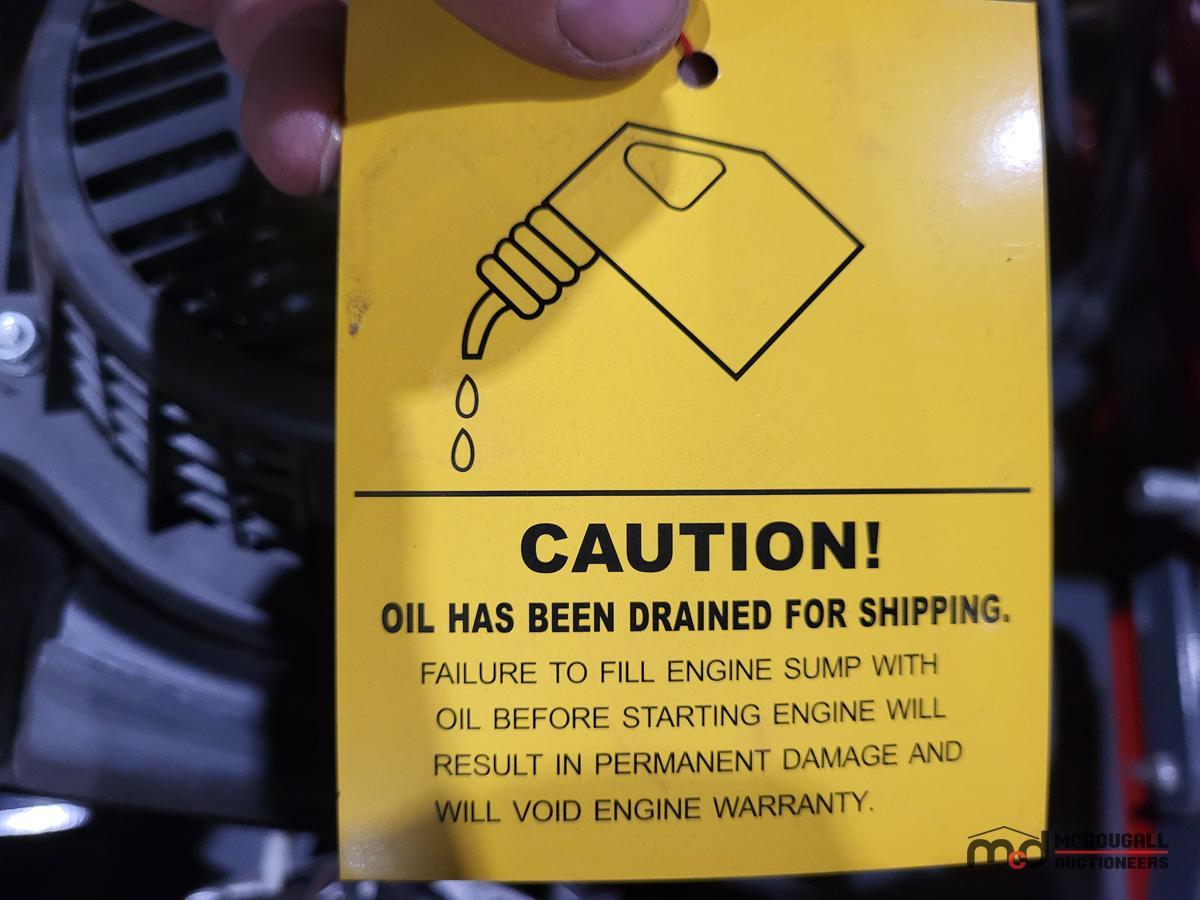 CAUTION!
OIL HAS BEEN DRAINED FOR SHIPPING.
FAILURE TO FILL ENGINE SUMP WITH
OIL BEFORE STARTING ENGINE WILL
RESULT IN PERMANENT DAMAGE AND
WILL VOID ENGINE WARRANTY.
mcd MCDOUGALL
AUCTIONEERS